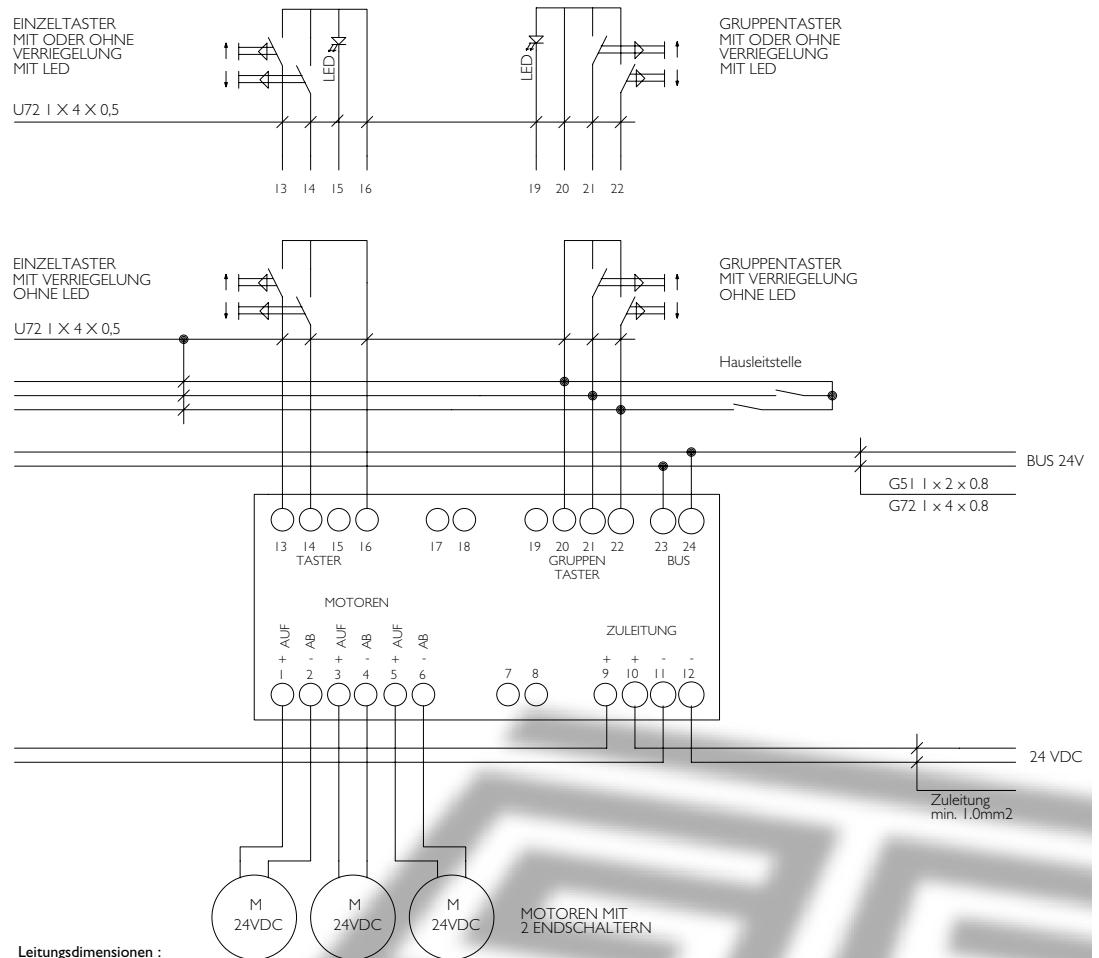 EINZELTASTER
MIT ODER OHNE
VERRIEGELUNG
MIT LED
LED
LED
GRUPPENTASTER
MIT ODER OHNE
VERRIEGELUNG
MIT LED
U72 1 X 4 X 0,5
13 14 15 16
19 20 21 22
EINZELTASTER
MIT VERRIEGELUNG
OHNE LED
GRUPPENTASTER
MIT VERRIEGELUNG
OHNE LED
U72 1 X 4 X 0,5
Hausleitstelle
BUS 24V
G51 1 x 2 x 0.8
G72 1 x 4 x 0.8
13 14 15 16 17 18 19 20 21 22 23 24
TASTER
GRUPPEN
TASTER
BUS
MOTOREN
ZULEITUNG
AUF AB AUF AB AUF AB
+ - + - + - + + - -
1 2 3 4 5 6 7 8 9 10 11 12
24 VDC
Zuleitung
min. 1.0mm2
M
24VDC
M
24VDC
M
24VDC
MOTOREN MIT
2 ENDSCHALTERN
Leitungsdimensionen :